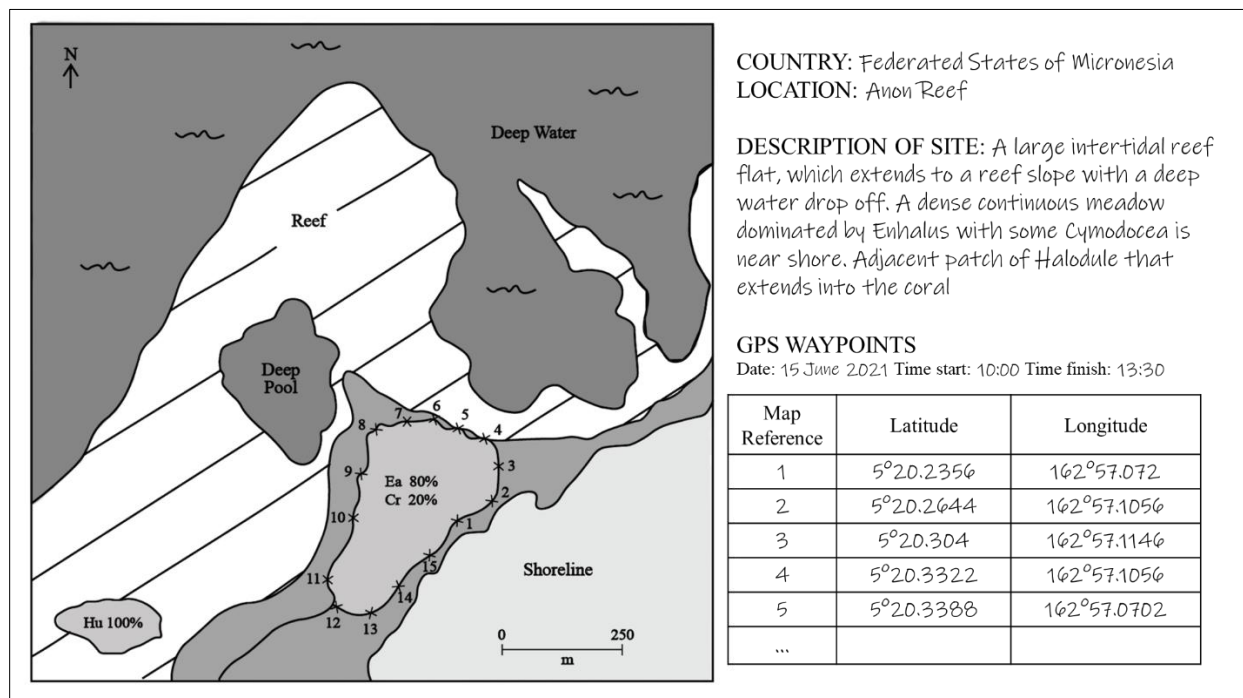 N
Deep Water
Reef
Deep
Pool
7
6
5
4
8
3
9
Ea 80%
Cr 20%
2
10
1
15
Shoreline
11
14
12
13
Hu 100%
0 250
m
COUNTRY: Federated States of Micronesia
LOCATION: Anon Reef
DESCRIPTION OF SITE: A large intertidal reef
flat, which extends to a reef slope with a deep
water drop off. A dense continuous meadow
dominated by Enhalus with some Cymodocea is
near shore. Adjacent patch of Halodule that
extends into the coral
GPS WAYPOINTS
Date: 15 June 2021 Time start: 10:00 Time finish: 13:30
Map Reference Latitude Longitude
1 5°20.2356 162°57.072
2 5°20.2644 162°57.1056
3 5°20.304 162°57.1146
4 5°20.3322 162°57.1056
5 5°20.3388 162°57.0702
...